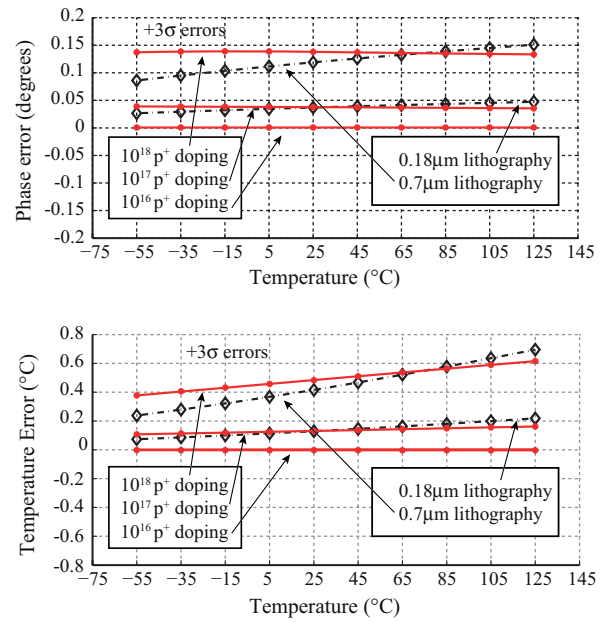 0.2
0.15
0.1
0.05
0
-0.05
-0.1
-0.15
-0.2
Phase error (degrees)
+3σ errors
10¹⁸ p⁺ doping
10¹⁷ p⁺ doping
10¹⁶ p⁺ doping
0.18μm lithography
0.7μm lithography
−75 −55 −35 −15 5 25 45 65 85 105 125 145
Temperature (°C)
0.8
0.6
0.4
0.2
0
-0.2
-0.4
-0.6
-0.8
Temperature Error (°C)
+3σ errors
10¹⁸ p⁺ doping
10¹⁷ p⁺ doping
10¹⁶ p⁺ doping
0.18μm lithography
0.7μm lithography
−75 −55 −35 −15 5 25 45 65 85 105 125 145
Temperature (°C)